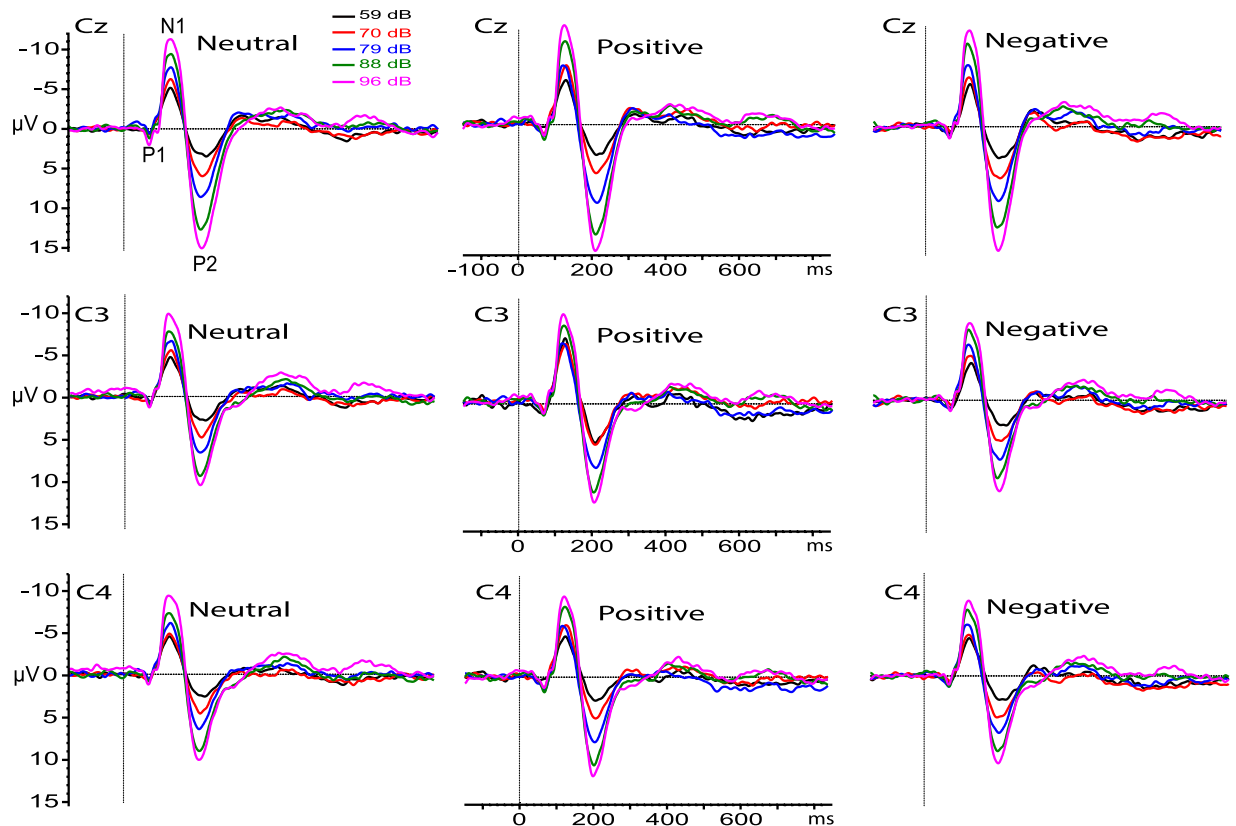 Cz
N1
Neutral
59 dB
70 dB
79 dB
88 dB
96 dB
Cz
Positive
Cz
Negative
-10
-5
μV 0
5
10
15
P1
P2
-100 0 200 400 600 ms
C3
Neutral
C3
Positive
C3
Negative
-10
-5
μV 0
5
10
15
0 200 400 600 ms
C4
Neutral
C4
Positive
C4
Negative
-10
-5
μV 0
5
10
15
0 200 400 600 ms